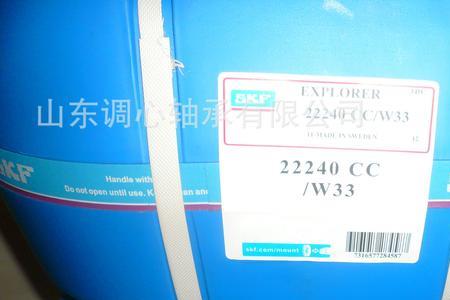 EXPLORER
SKF
22240 CC/W33
MADE IN SWEDEN
山东调心轴承有限公司
22240 CC
/W33
SKF
Handle with
Do not open until use. K
skf.com/mount
7316577284587